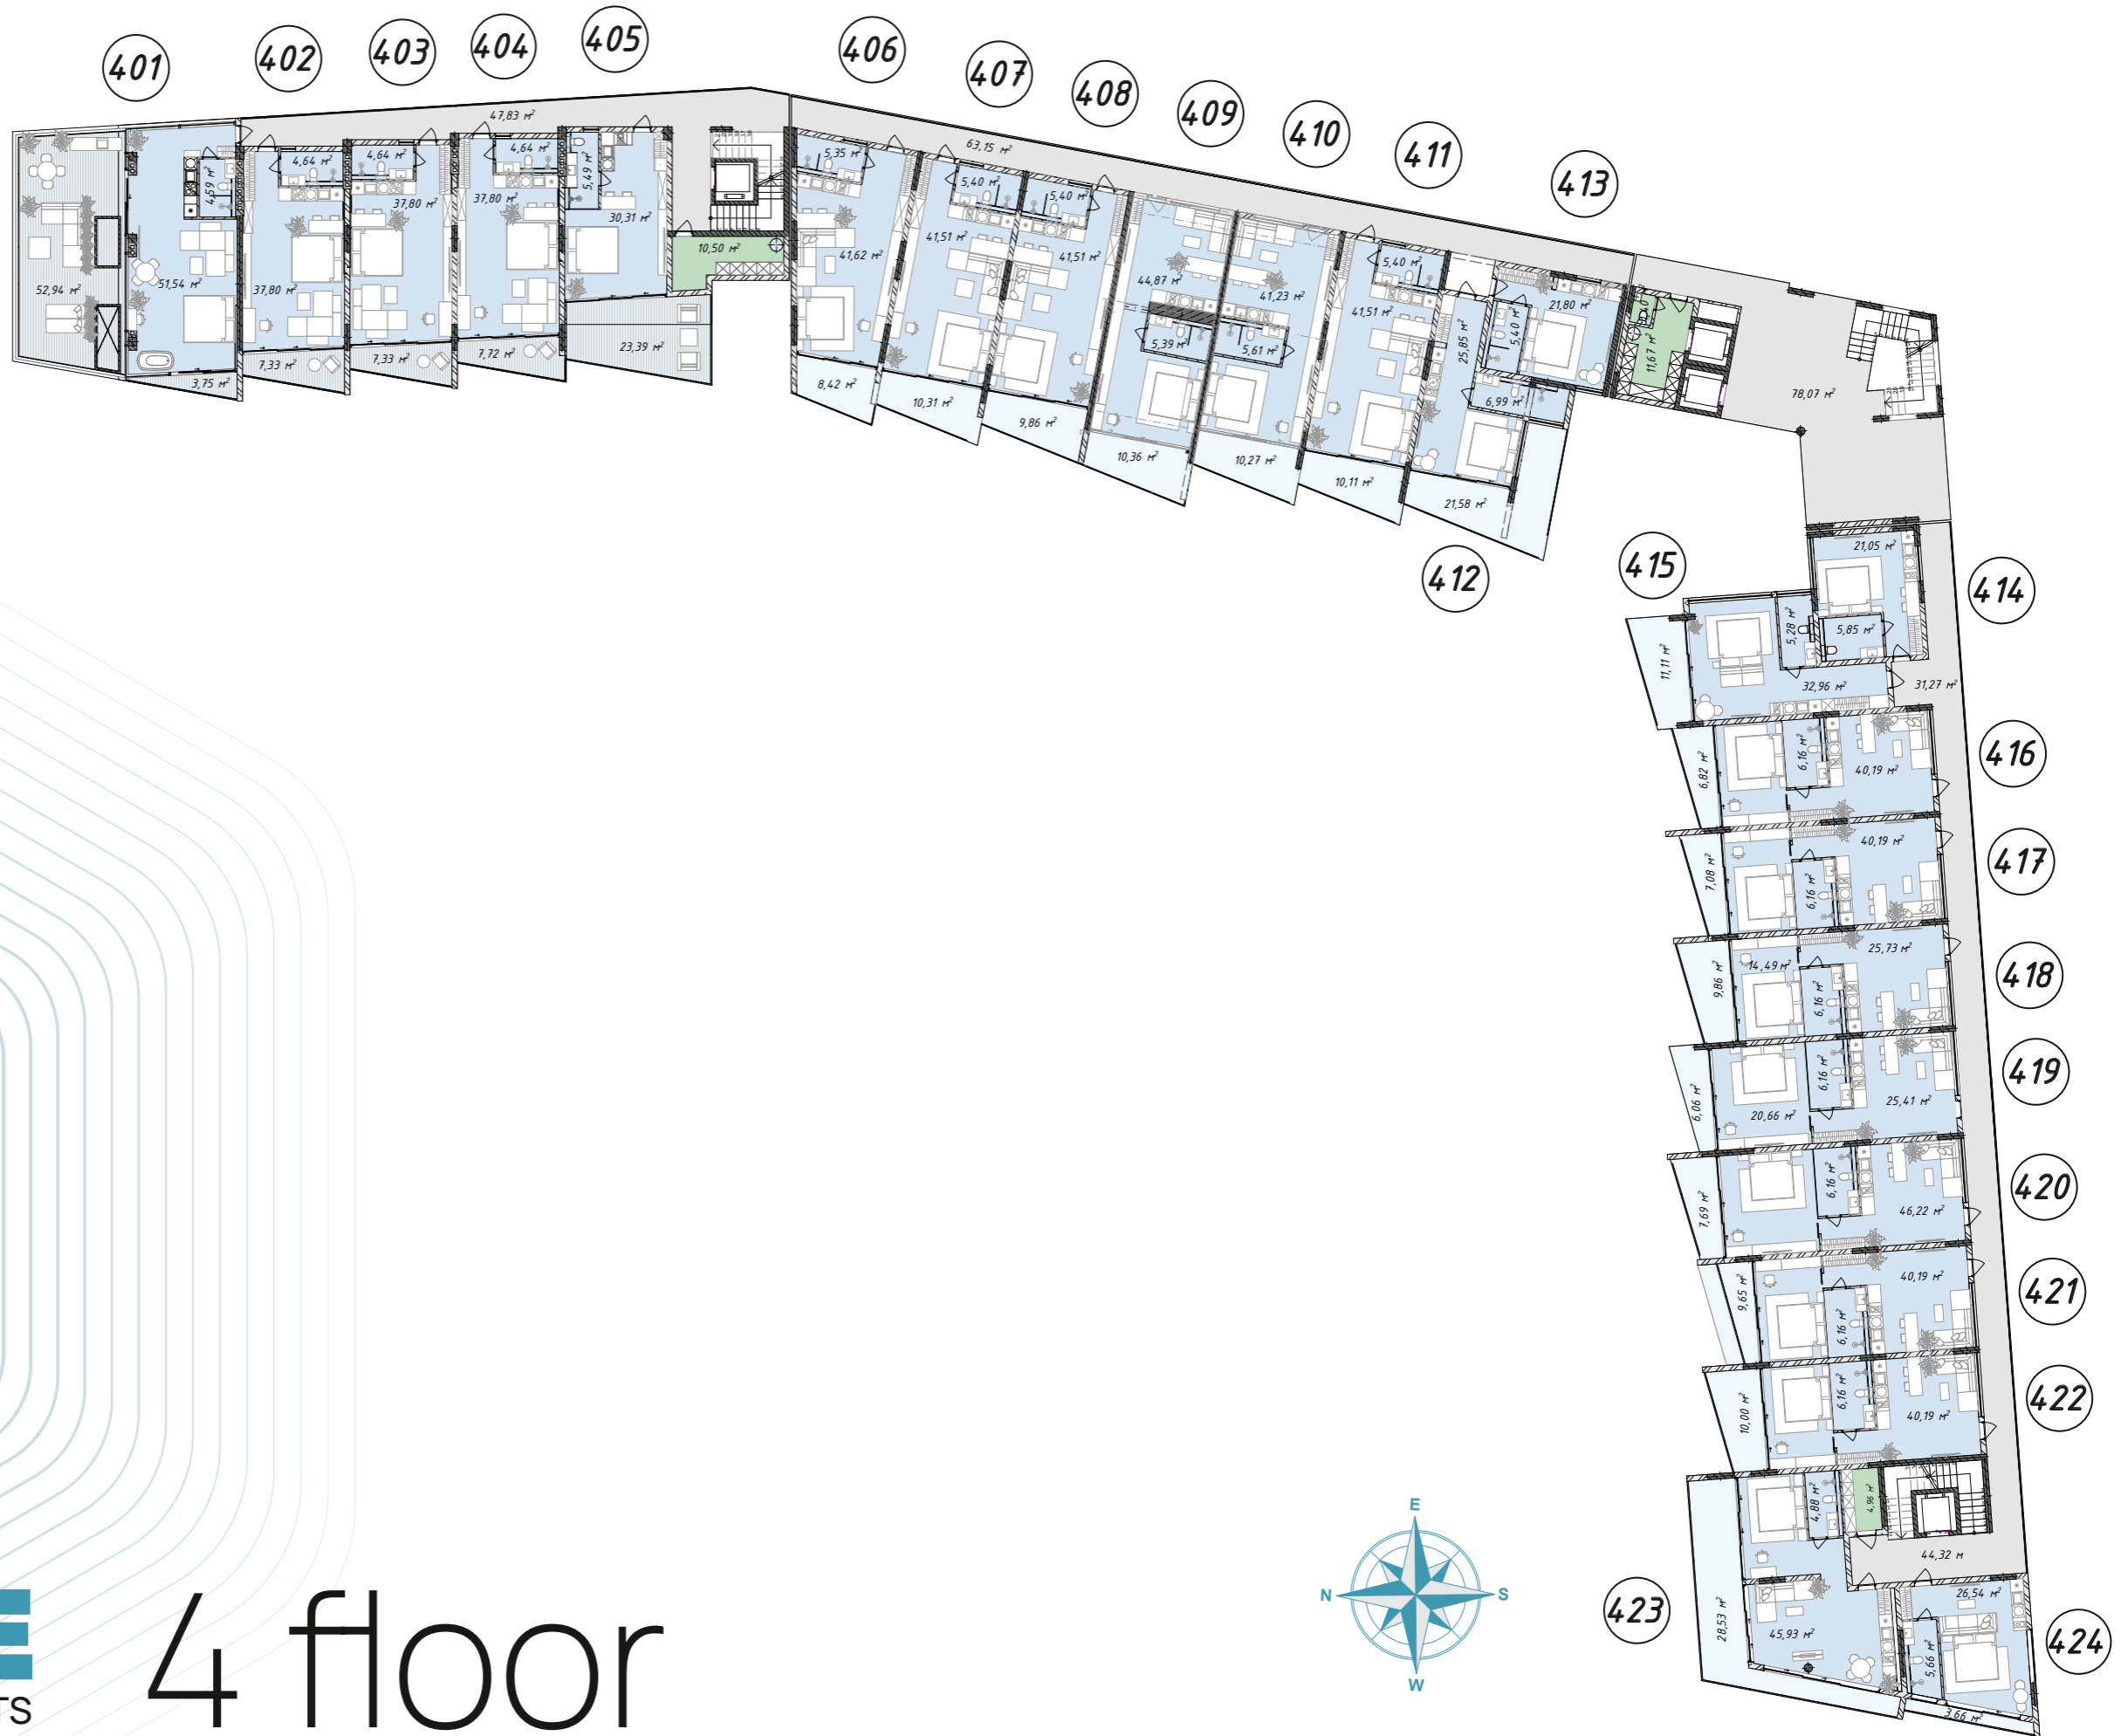 401
402
403
404
405
406
407
408
409
410
411
413
412
415
414
416
417
418
419
420
421
422
423
424
47,83 м²
63,15 м²
52,94 м²
51,54 м²
4,59 м²
3,75 м²
4,64 м²
37,80 м²
7,33 м²
4,64 м²
37,80 м²
7,33 м²
4,64 м²
37,80 м²
7,72 м²
5,49 м²
30,31 м²
23,39 м²
10,50 м²
5,35 м²
41,62 м²
8,42 м²
5,40 м²
41,51 м²
10,31 м²
5,40 м²
41,51 м²
9,86 м²
44,87 м²
5,39 м²
10,36 м²
41,23 м²
5,61 м²
10,27 м²
5,40 м²
41,51 м²
10,11 м²
25,85 м²
6,99 м²
21,58 м²
5,40 м²
21,80 м²
11,67 м²
78,07 м²
21,05 м²
5,85 м²
5,28 м²
32,96 м²
11,11 м²
31,27 м²
6,82 м²
6,16 м²
40,19 м²
7,08 м²
6,16 м²
40,19 м²
9,86 м²
14,49 м²
6,16 м²
25,73 м²
6,06 м²
20,66 м²
6,16 м²
25,41 м²
7,69 м²
6,16 м²
46,22 м²
9,65 м²
6,16 м²
40,19 м²
10,00 м²
6,16 м²
40,19 м²
4,88 м²
4,96 м²
44,32 м
28,53 м²
45,93 м²
26,54 м²
5,66 м²
3,66 м²
E
N
S
W
TS
4 floor